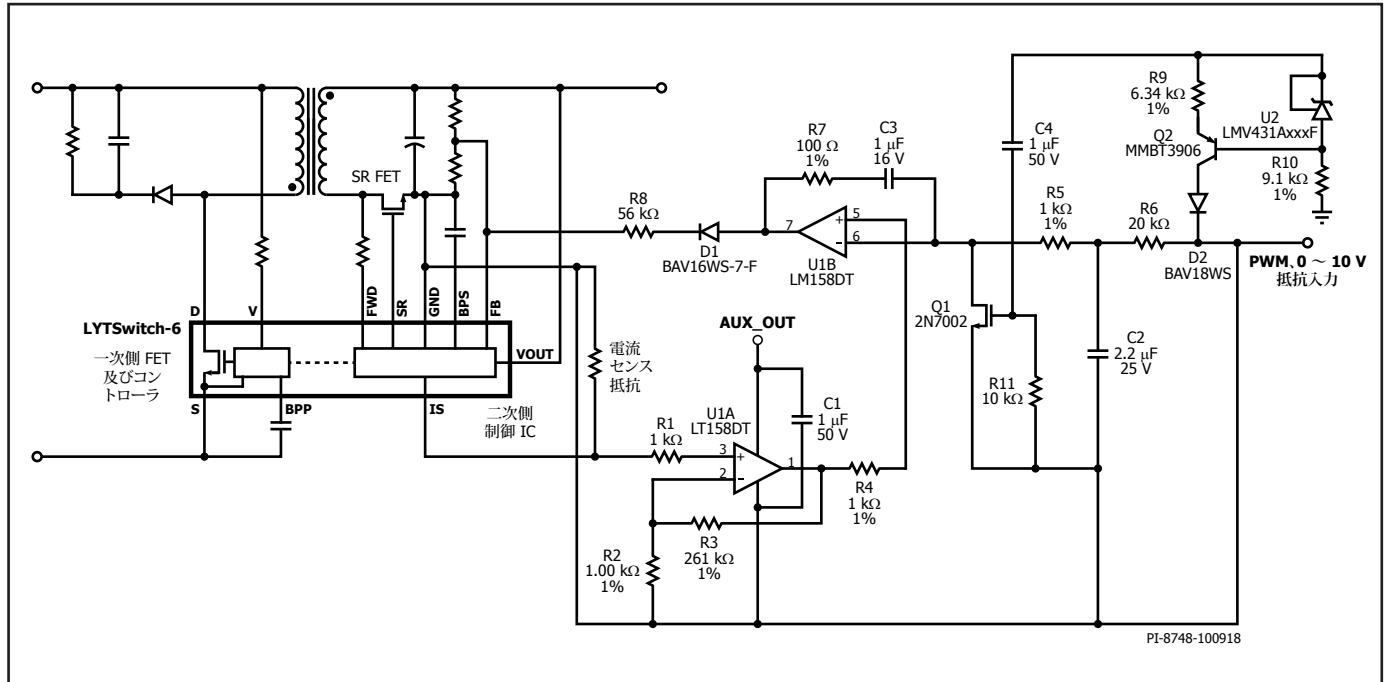 R9
6.34 kΩ
1%
U2
LMV431AxxxF
Q2
MMBT3906
R10
9.1 kΩ
1%
C4
1 μF
50 V
R7
100 Ω
1%
C3
1 μF
16 V
SR FET
R8
56 kΩ
D1
BAV16WS-7-F
7
5
6
U1B
LM158DT
R5
1 kΩ
1%
R6
20 kΩ
D2
BAV18WS
PWM、0 ~ 10 V
抵抗入力
Q1
2N7002
R11
10 kΩ
C2
2.2 μF
25 V
D
V
FWD
SR
GND
BPS
FB
LYTSwitch-6
VOUT
一次側 FET
及びコン
トローラ
S
BPP
IS
二次側
制御 IC
電流
センス
抵抗
AUX_OUT
C1
1 μF
50 V
R1
1 kΩ
U1A
LT158DT
3
2
1
R4
1 kΩ
1%
R3
261 kΩ
1%
R2
1.00 kΩ
1%
PI-8748-100918